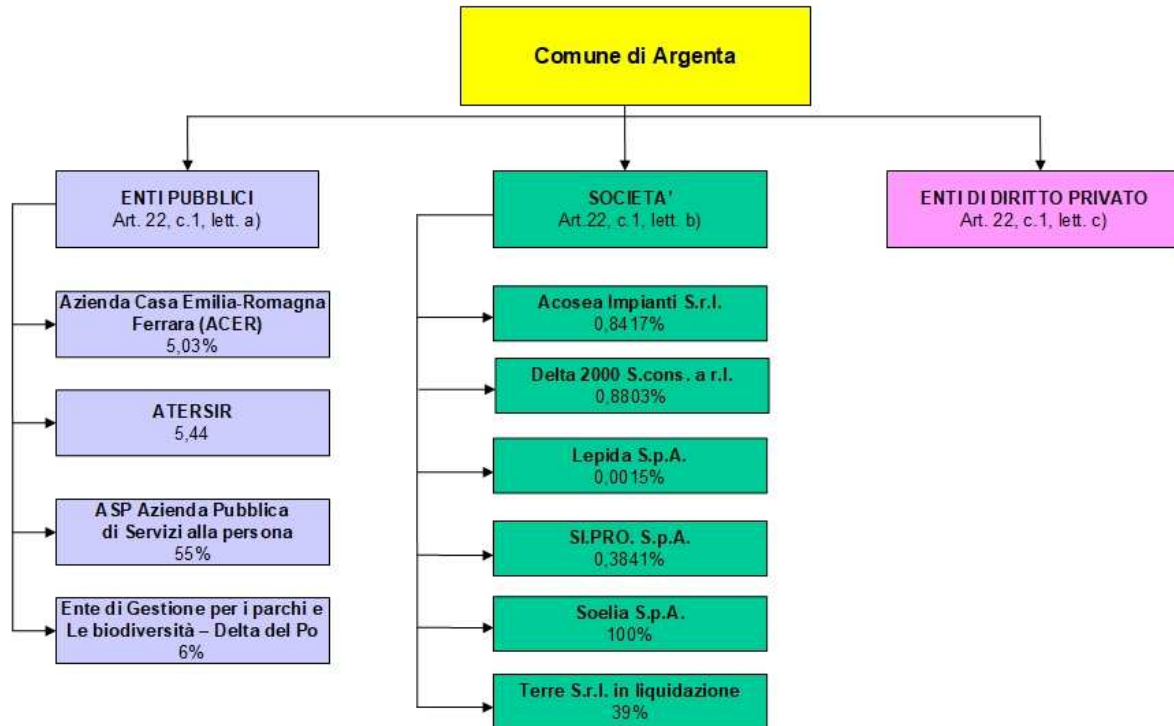 Comune di Argenta
ENTI PUBBLICI
Art. 22, c.1, lett. a)
SOCIETA'
Art.22, c.1, lett. b)
ENTI DI DIRITTO PRIVATO
Art. 22, c.1, lett. c)
Azienda Casa Emilia-Romagna
Ferrara (ACER)
5,03%
ATERSIR
5,44
ASP Azienda Pubblica
di Servizi alla persona
55%
Ente di Gestione per i parchi e
Le biodiversità – Delta del Po
6%
Acosea Impianti S.r.l.
0,8417%
Delta 2000 S.cons. a r.l.
0,8803%
Lepida S.p.A.
0,0015%
SI.PRO. S.p.A.
0,3841%
Soelia S.p.A.
100%
Terre S.r.l. in liquidazione
39%